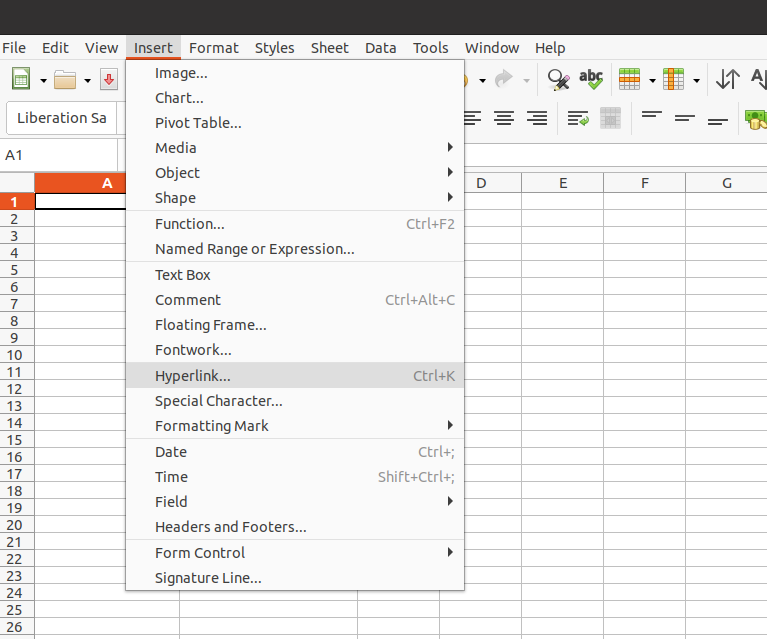 File Edit View Insert Format Styles Sheet Data Tools Window Help
abc
Liberation Sa
A1
A D E F G
Image...
Chart...
Pivot Table...
Media
Object
Shape
Function... Ctrl+F2
Named Range or Expression...
Text Box
Comment Ctrl+Alt+C
Floating Frame...
Fontwork...
Hyperlink... Ctrl+K
Special Character...
Formatting Mark
Date Ctrl+;
Time Shift+Ctrl+;
Field
Headers and Footers...
Form Control
Signature Line...
1
2
3
4
5
6
7
8
9
10
11
12
13
14
15
16
17
18
19
20
21
22
23
24
25
26